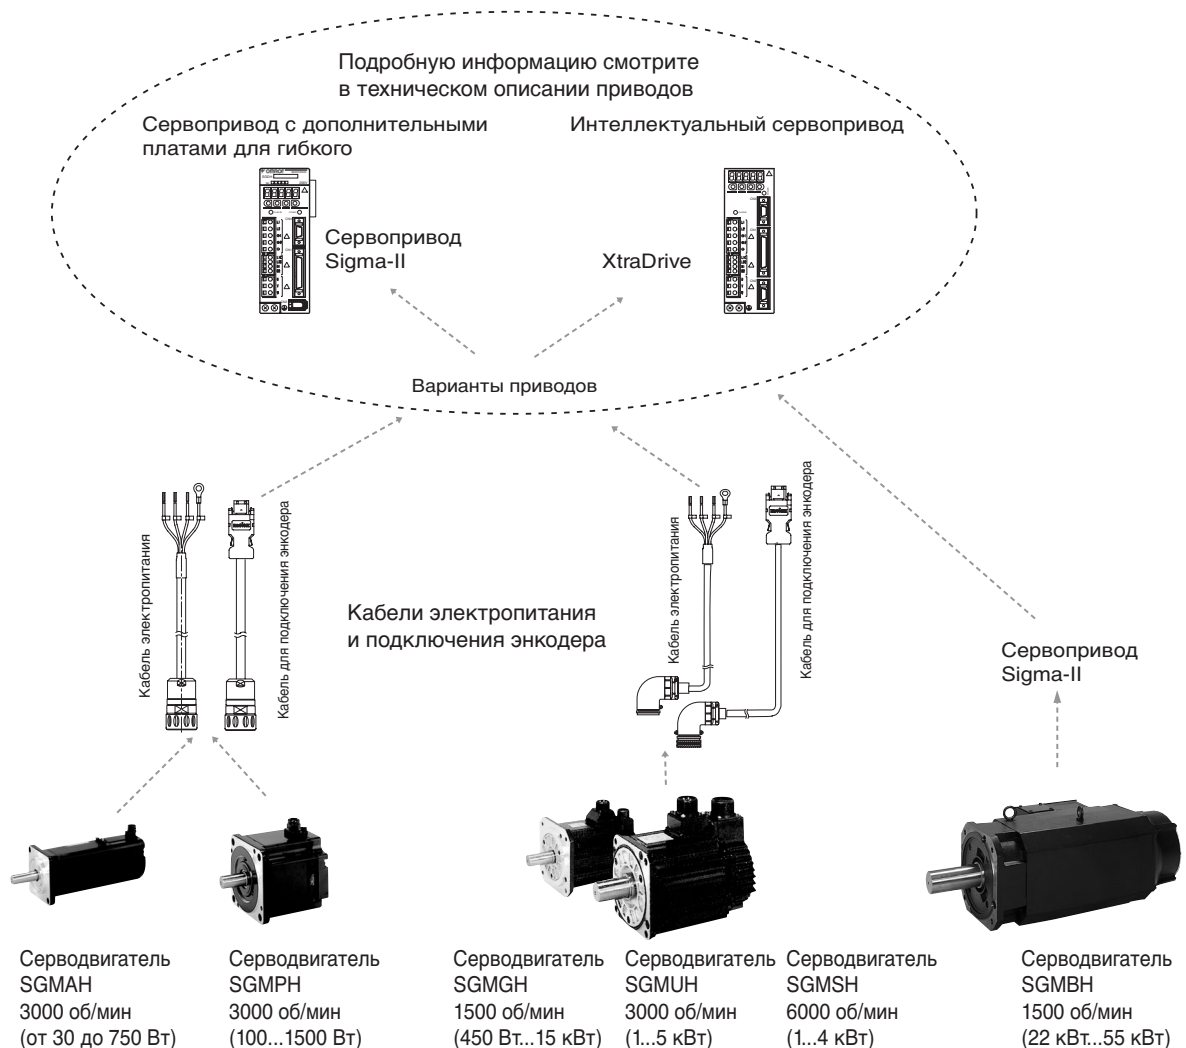 Подробную информацию смотрите
в техническом описании приводов
Сервопривод с дополнительными
платами для гибкого
Интеллектуальный сервопривод
Сервопривод
Sigma-II
XtraDrive
Варианты приводов
Кабель электропитания
Кабель для подключения энкодера
Кабели электропитания
и подключения энкодера
Кабель электропитания
Кабель для подключения энкодера
Сервопривод
Sigma-II
Серводвигатель
SGMAH
3000 об/мин
(от 30 до 750 Вт)
Серводвигатель
SGMPH
3000 об/мин
(100...1500 Вт)
Серводвигатель
SGMGH
1500 об/мин
(450 Вт...15 кВт)
Серводвигатель
SGMUH
3000 об/мин
(1...5 кВт)
Серводвигатель
SGMSH
6000 об/мин
(1...4 кВт)
Серводвигатель
SGMBH
1500 об/мин
(22 кВт...55 кВт)